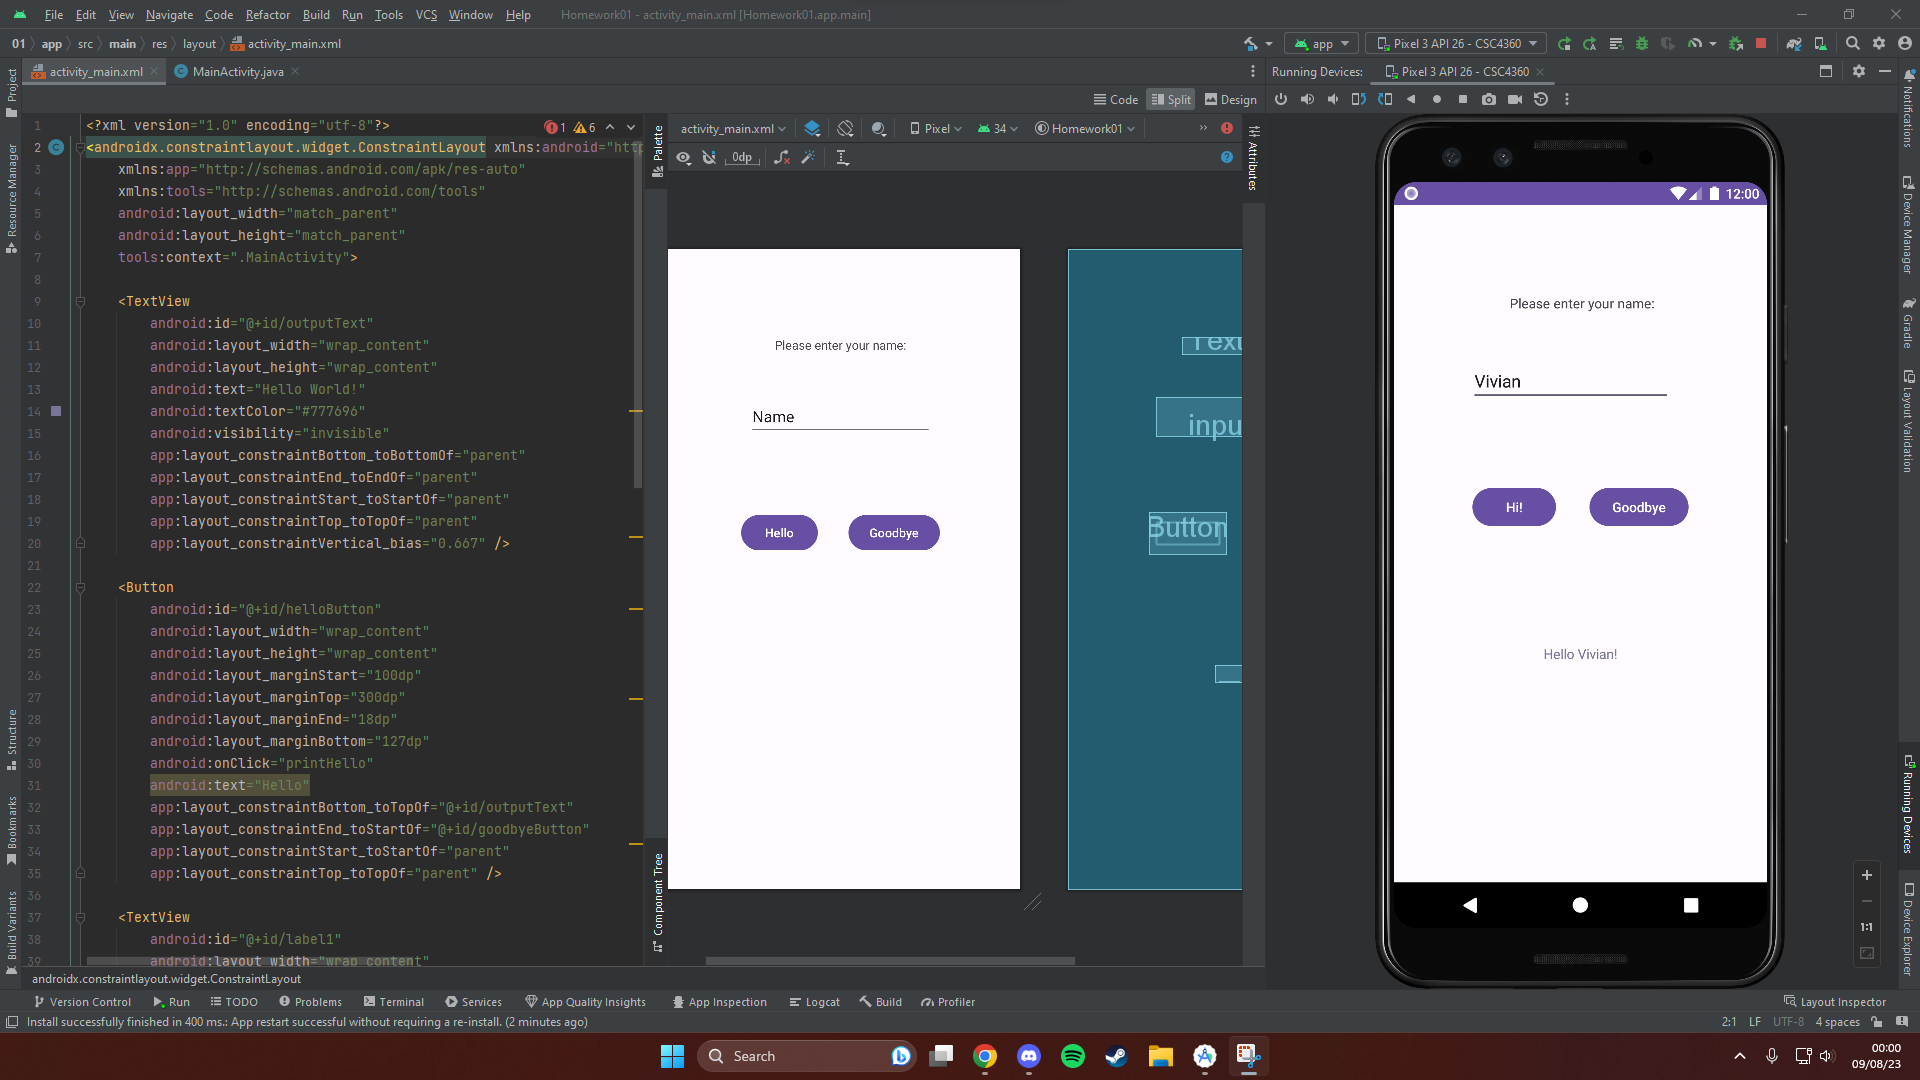 File Edit View Navigate Code Refactor Build Run Tools VCS Window Help Homework01 - activity_main.xml [Homework01.app.main]
01 app src main res layout activity_main.xml app Pixel 3 API 26 - CSC4360
activity_main.xml MainActivity.java Running Devices: Pixel 3 API 26 - CSC4360
Code Split Design
Project
Resource Manager
Structure
Bookmarks
Build Variants
1 <?xml version="1.0" encoding="utf-8"?> 1 6
2 <androidx.constraintlayout.widget.ConstraintLayout xmlns:android="http
3 xmlns:app="http://schemas.android.com/apk/res-auto"
4 xmlns:tools="http://schemas.android.com/tools"
5 android:layout_width="match_parent"
6 android:layout_height="match_parent"
7 tools:context=".MainActivity">
8
9 <TextView
10 android:id="@+id/outputText"
11 android:layout_width="wrap_content"
12 android:layout_height="wrap_content"
13 android:text="Hello World!"
14 android:textColor="#777696"
15 android:visibility="invisible"
16 app:layout_constraintBottom_toBottomOf="parent"
17 app:layout_constraintEnd_toEndOf="parent"
18 app:layout_constraintStart_toStartOf="parent"
19 app:layout_constraintTop_toTopOf="parent"
20 app:layout_constraintVertical_bias="0.667" />
21
22 <Button
23 android:id="@+id/helloButton"
24 android:layout_width="wrap_content"
25 android:layout_height="wrap_content"
26 android:layout_marginStart="100dp"
27 android:layout_marginTop="300dp"
28 android:layout_marginEnd="18dp"
29 android:layout_marginBottom="127dp"
30 android:onClick="printHello"
31 android:text="Hello"
32 app:layout_constraintBottom_toTopOf="@+id/outputText"
33 app:layout_constraintEnd_toStartOf="@+id/goodbyeButton"
34 app:layout_constraintStart_toStartOf="parent"
35 app:layout_constraintTop_toTopOf="parent" />
36
37 <TextView
38 android:id="@+id/label1"
39 android:layout_width="wrap_content"
androidx.constraintlayout.widget.ConstraintLayout
Palette
Component Tree
activity_main.xml Pixel 34 Homework01
0dp
Attributes
Please enter your name:
Name
Hello Goodbye
TextV
inpu
Button
12:00
Please enter your name:
Vivian
Hi! Goodbye
Hello Vivian!
1:1
Notifications
Device Manager
Gradle
Layout Validation
Running Devices
Device Explorer
Version Control Run TODO Problems Terminal Services App Quality Insights App Inspection Logcat Build Profiler Layout Inspector
Install successfully finished in 400 ms.: App restart successful without requiring a re-install. (2 minutes ago) 2:1 LF UTF-8 4 spaces
Search
00:00
09/08/23